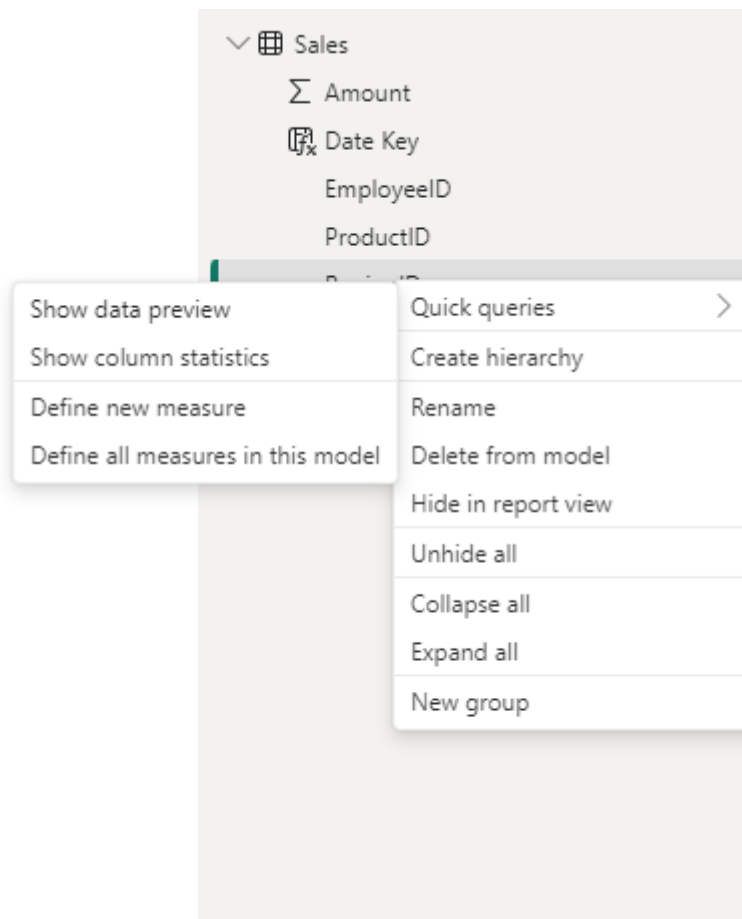 Sales
Amount
Date Key
EmployeeID
ProductID
Show data preview
Show column statistics
Define new measure
Define all measures in this model
Quick queries
Create hierarchy
Rename
Delete from model
Hide in report view
Unhide all
Collapse all
Expand all
New group